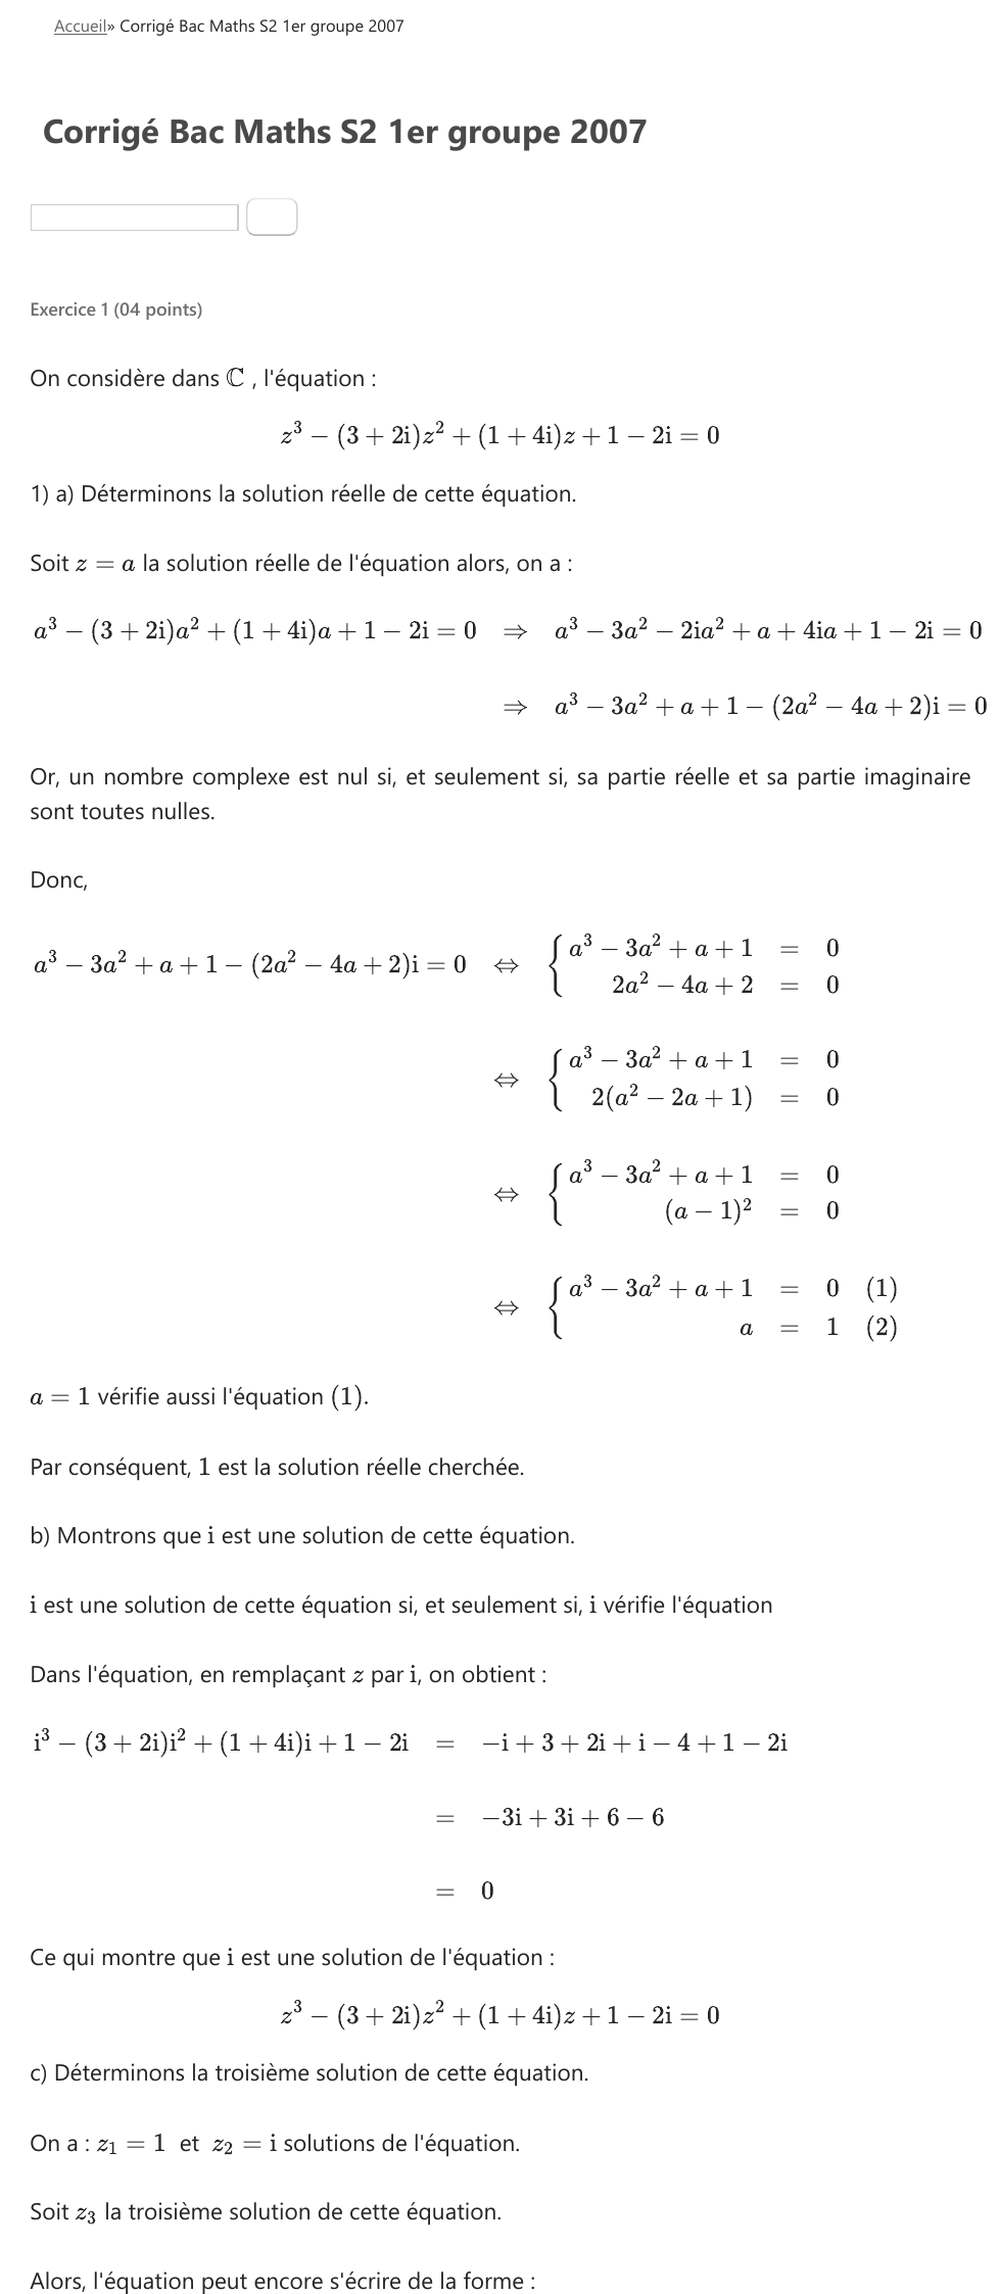 Accueil» Corrigé Bac Maths S2 1er groupe 2007
Corrigé Bac Maths S2 1er groupe 2007
Exercice 1 (04 points)
On considère dans ℂ , l'équation :
z³ − (3 + 2i)z² + (1 + 4i)z + 1 − 2i = 0
1) a) Déterminons la solution réelle de cette équation.
Soit z = a la solution réelle de l'équation alors, on a :
a³ − (3 + 2i)a² + (1 + 4i)a + 1 − 2i = 0 ⇒ a³ − 3a² − 2ia² + a + 4ia + 1 − 2i = 0
⇒ a³ − 3a² + a + 1 − (2a² − 4a + 2)i = 0
Or, un nombre complexe est nul si, et seulement si, sa partie réelle et sa partie imaginaire
sont toutes nulles.
Donc,
a³ − 3a² + a + 1 − (2a² − 4a + 2)i = 0 ⇔ { a³ − 3a² + a + 1 = 0
2a² − 4a + 2 = 0
⇔ { a³ − 3a² + a + 1 = 0
2(a² − 2a + 1) = 0
⇔ { a³ − 3a² + a + 1 = 0
(a − 1)² = 0
⇔ { a³ − 3a² + a + 1 = 0 (1)
a = 1 (2)
a = 1 vérifie aussi l'équation (1).
Par conséquent, 1 est la solution réelle cherchée.
b) Montrons que i est une solution de cette équation.
i est une solution de cette équation si, et seulement si, i vérifie l'équation
Dans l'équation, en remplaçant z par i, on obtient :
i³ − (3 + 2i)i² + (1 + 4i)i + 1 − 2i = −i + 3 + 2i + i − 4 + 1 − 2i
= −3i + 3i + 6 − 6
= 0
Ce qui montre que i est une solution de l'équation :
z³ − (3 + 2i)z² + (1 + 4i)z + 1 − 2i = 0
c) Déterminons la troisième solution de cette équation.
On a : z₁ = 1 et z₂ = i solutions de l'équation.
Soit z₃ la troisième solution de cette équation.
Alors, l'équation peut encore s'écrire de la forme :